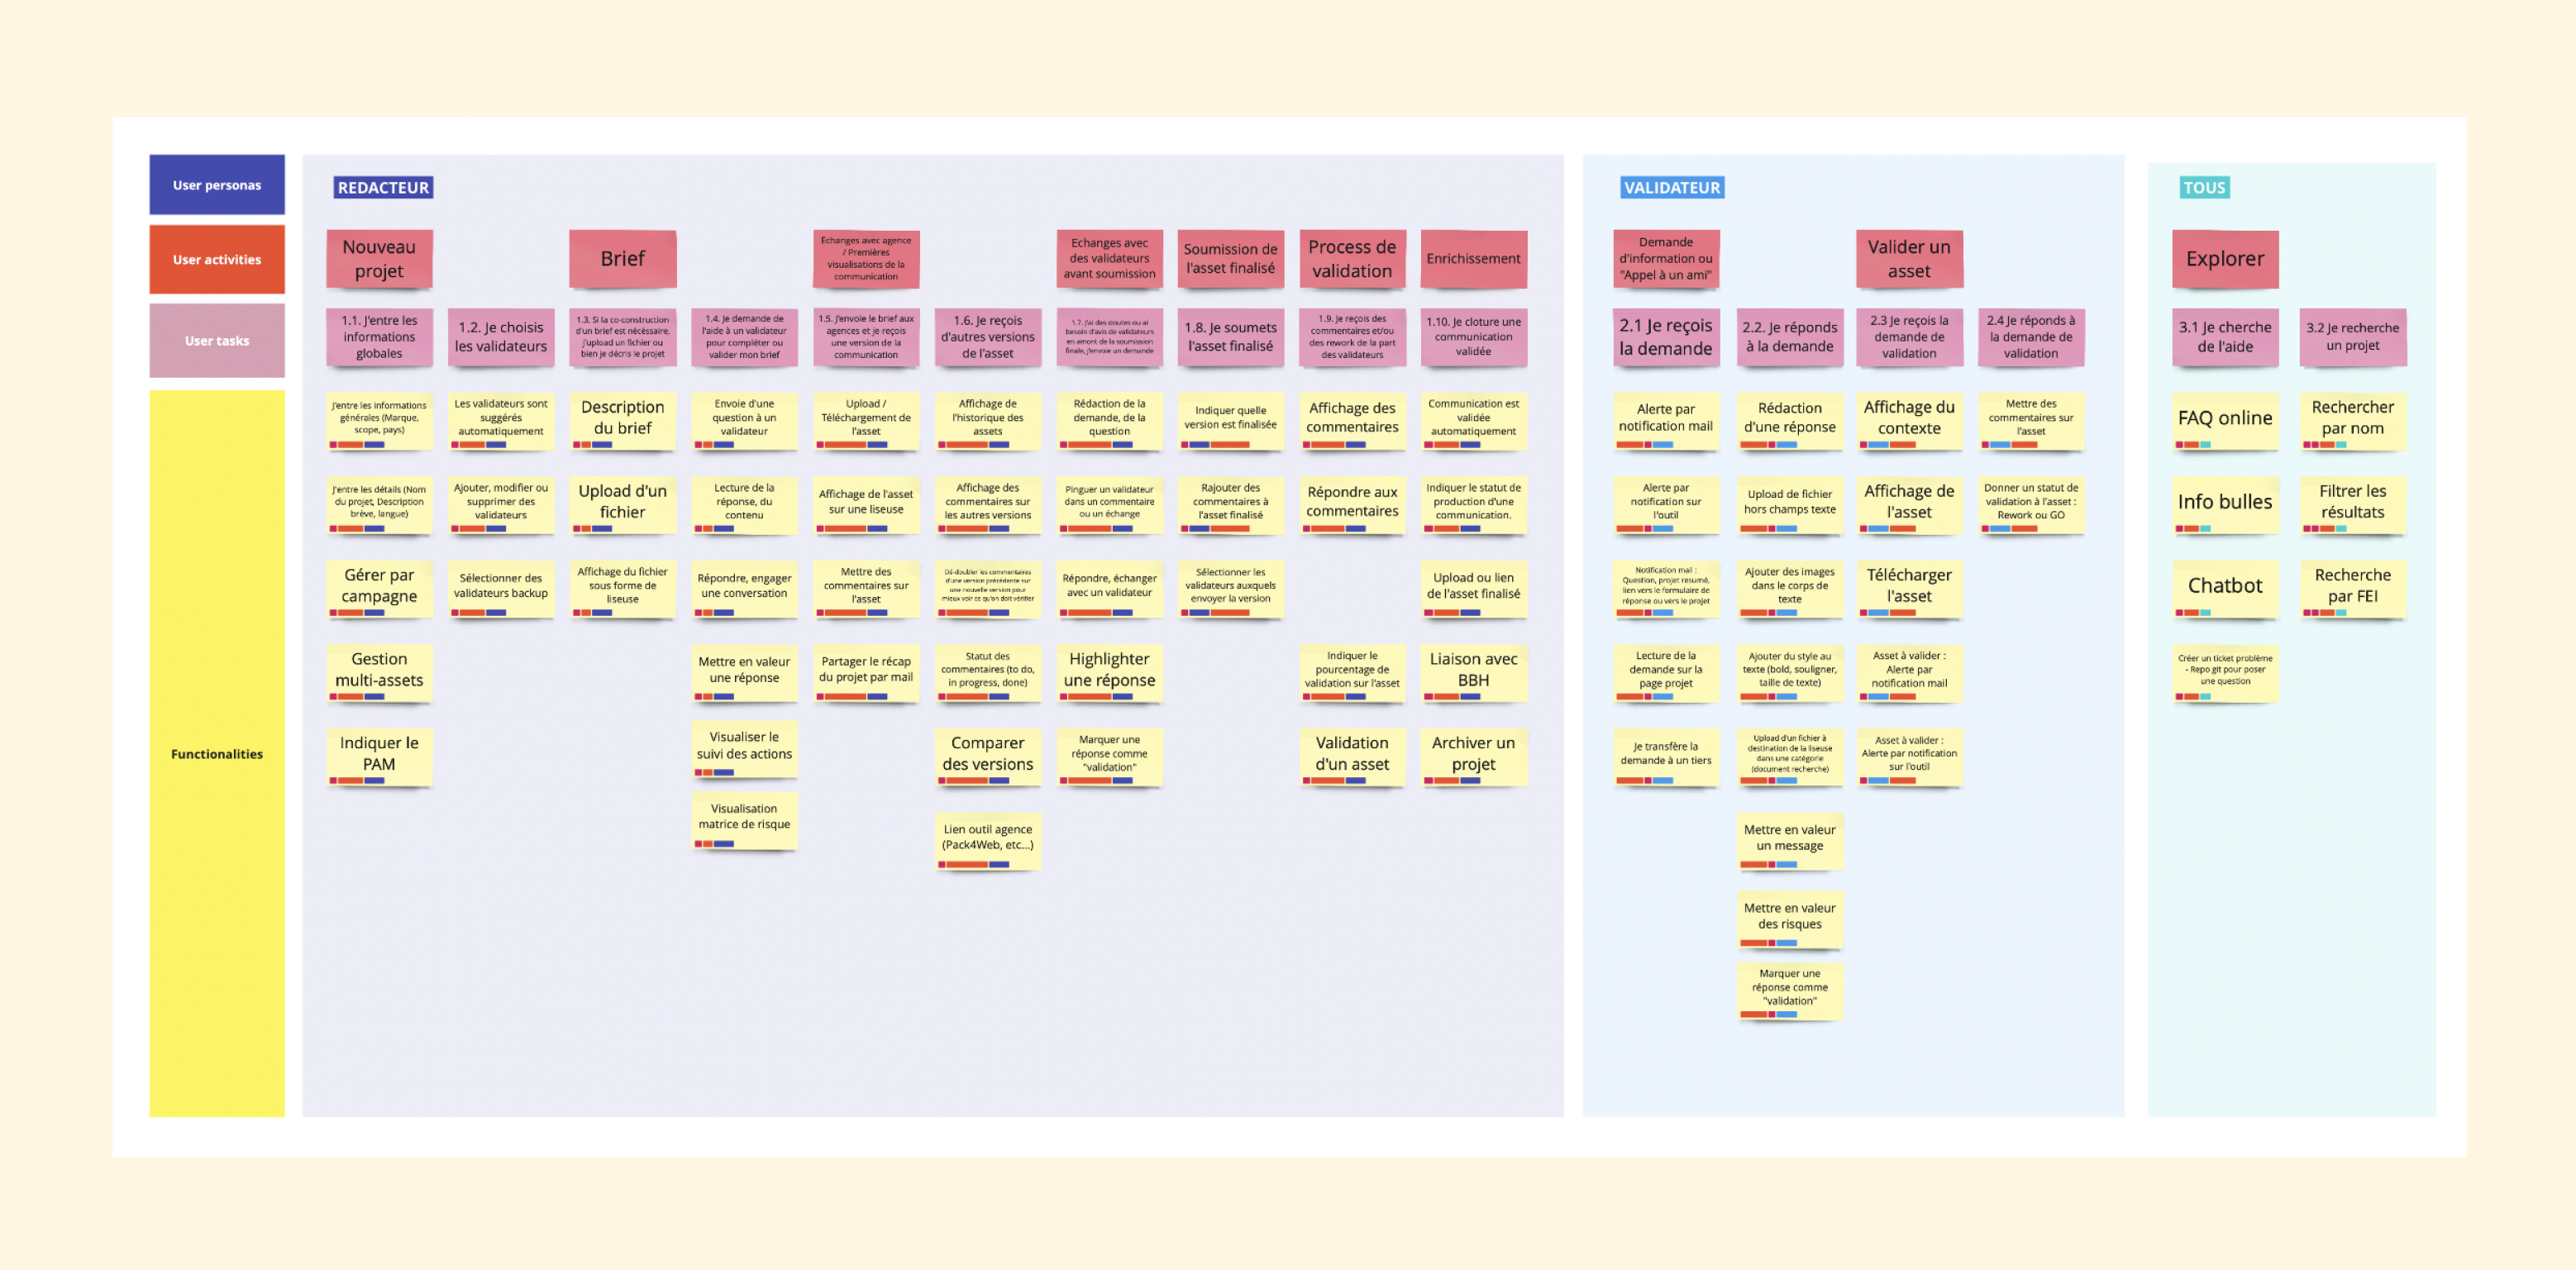 User personas
User activities
User tasks
Functionalities
REDACTEUR
Nouveau
projet
Brief
Echanges avec agence
/ Premières
visualisations de la
communication
Echanges avec
des validateurs
avant soumission
Soumission de
l'asset finalisé
Process de
validation
Enrichissement
1.1. J'entre les
informations
globales
1.2. Je choisis
les validateurs
1.3. Si la co-construction
d'un brief est nécéssaire,
j'upload un fichier ou
bien je décris le projet
1.4. Je demande de
l'aide à un validateur
pour compléter ou
valider mon brief
1.5. J'envoie le brief aux
agences et je reçois
une version de la
communication
1.6. Je reçois
d'autres versions
de l'asset
1.7. J'ai des doutes ou ai
besoin d'avis de validateurs
en amont de la soumission
finale, j'envoie un demande
1.8. Je soumets
l'asset finalisé
1.9. Je reçois des
commentaires et/ou
des rework de la part
des validateurs
1.10. Je cloture une
communication
validée
J'entre les informations
générales (Marque,
scope, pays)
Les validateurs sont
suggérés
automatiquement
Description
du brief
Envoie d'une
question à un
validateur
Upload /
Téléchargement de
l'asset
Affichage de
l'historique des
assets
Rédaction de la
demande, de la
question
Indiquer quelle
version est finalisée
Affichage des
commentaires
Communication est
validée
automatiquement
J'entre les détails (Nom
du projet, Description
brève, langue)
Ajouter, modifier ou
supprimer des
validateurs
Upload d'un
fichier
Lecture de la
réponse, du
contenu
Affichage de l'asset
sur une liseuse
Affichage des
commentaires sur
les autres versions
Pinguer un validateur
dans un commentaire
ou un échange
Rajouter des
commentaires à
l'asset finalisé
Répondre aux
commentaires
Indiquer le statut de
production d'une
communication.
Gérer par
campagne
Sélectionner des
validateurs backup
Affichage du fichier
sous forme de
liseuse
Répondre, engager
une conversation
Mettre des
commentaires sur
l'asset
Dé-doubler les commentaires
d'une version précédente sur
une nouvelle version pour
mieux voir ce qu'on doit vérifier
Répondre, échanger
avec un validateur
Sélectionner les
validateurs auxquels
envoyer la version
Upload ou lien
de l'asset finalisé
Gestion
multi-assets
Mettre en valeur
une réponse
Partager le récap
du projet par mail
Statut des
commentaires (to do,
in progress, done)
Highlighter
une réponse
Indiquer le
pourcentage de
validation sur l'asset
Liaison avec
BBH
Indiquer le
PAM
Visualiser le
suivi des actions
Comparer
des versions
Marquer une
réponse comme
"validation"
Validation
d'un asset
Archiver un
projet
Visualisation
matrice de risque
Lien outil agence
(Pack4Web, etc...)
VALIDATEUR
Demande
d'information ou
"Appel à un ami"
Valider un
asset
2.1 Je reçois
la demande
2.2. Je réponds
à la demande
2.3 Je reçois la
demande de
validation
2.4 Je réponds à
la demande de
validation
Alerte par
notification mail
Rédaction
d'une réponse
Affichage du
contexte
Mettre des
commentaires sur
l'asset
Alerte par
notification sur
l'outil
Upload de fichier
hors champs texte
Affichage de
l'asset
Donner un statut de
validation à l'asset :
Rework ou GO
Notification mail :
Question, projet resumé,
lien vers le formulaire de
réponse ou vers le projet
Ajouter des images
dans le corps de
texte
Télécharger
l'asset
Lecture de la
demande sur la
page projet
Ajouter du style au
texte (bold, souligner,
taille de texte)
Asset à valider :
Alerte par
notification mail
Je transfère la
demande à un tiers
Upload d'un fichier à
destination de la liseuse
dans une catégorie
(document recherche)
Asset à valider :
Alerte par notification
sur l'outil
Mettre en valeur
un message
Mettre en valeur
des risques
Marquer une
réponse comme
"validation"
TOUS
Explorer
3.1 Je cherche
de l'aide
3.2 Je recherche
un projet
FAQ online
Rechercher
par nom
Info bulles
Filtrer les
résultats
Chatbot
Recherche
par FEI
Créer un ticket problème
- Repo git pour poser
une question